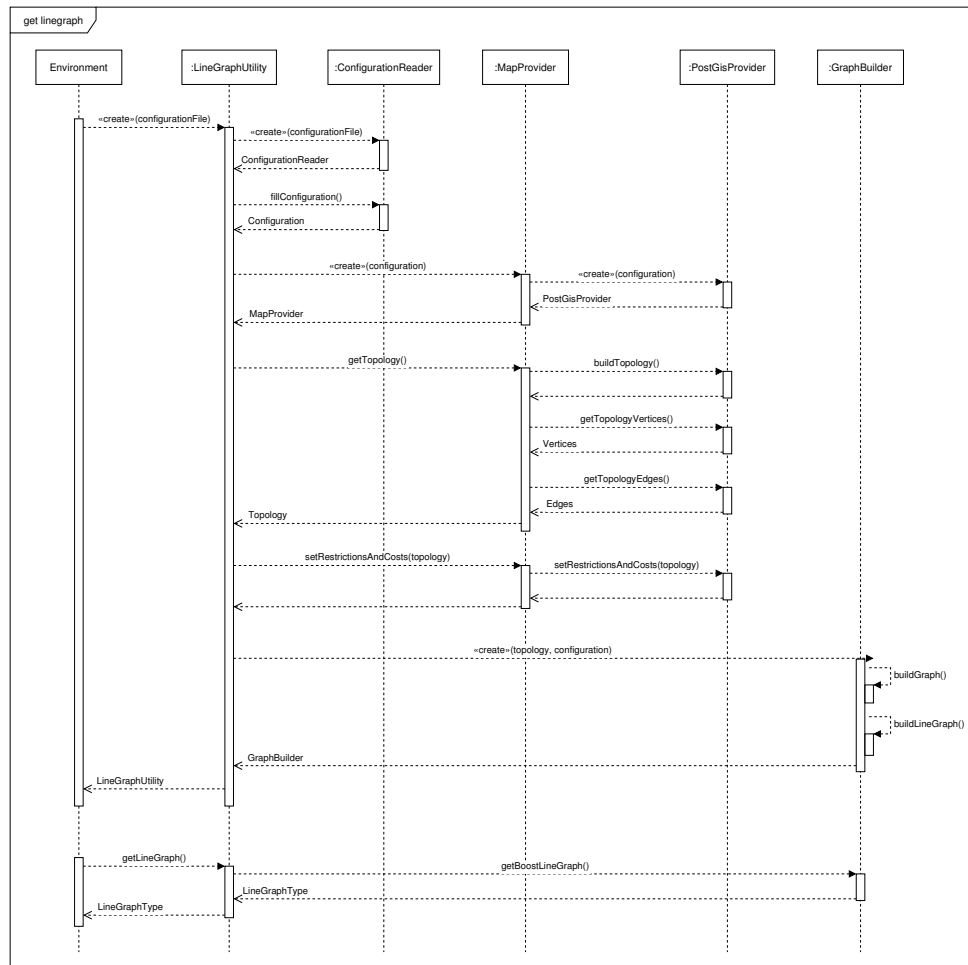 get linegraph
Environment
:LineGraphUtility
:ConfigurationReader
:MapProvider
:PostGisProvider
:GraphBuilder
«create»(configurationFile)
«create»(configurationFile)
ConfigurationReader
fillConfiguration()
Configuration
«create»(configuration)
«create»(configuration)
PostGisProvider
MapProvider
getTopology()
buildTopology()
getTopologyVertices()
Vertices
getTopologyEdges()
Edges
Topology
setRestrictionsAndCosts(topology)
setRestrictionsAndCosts(topology)
«create»(topology, configuration)
buildGraph()
buildLineGraph()
GraphBuilder
LineGraphUtility
getLineGraph()
getBoostLineGraph()
LineGraphType
LineGraphType